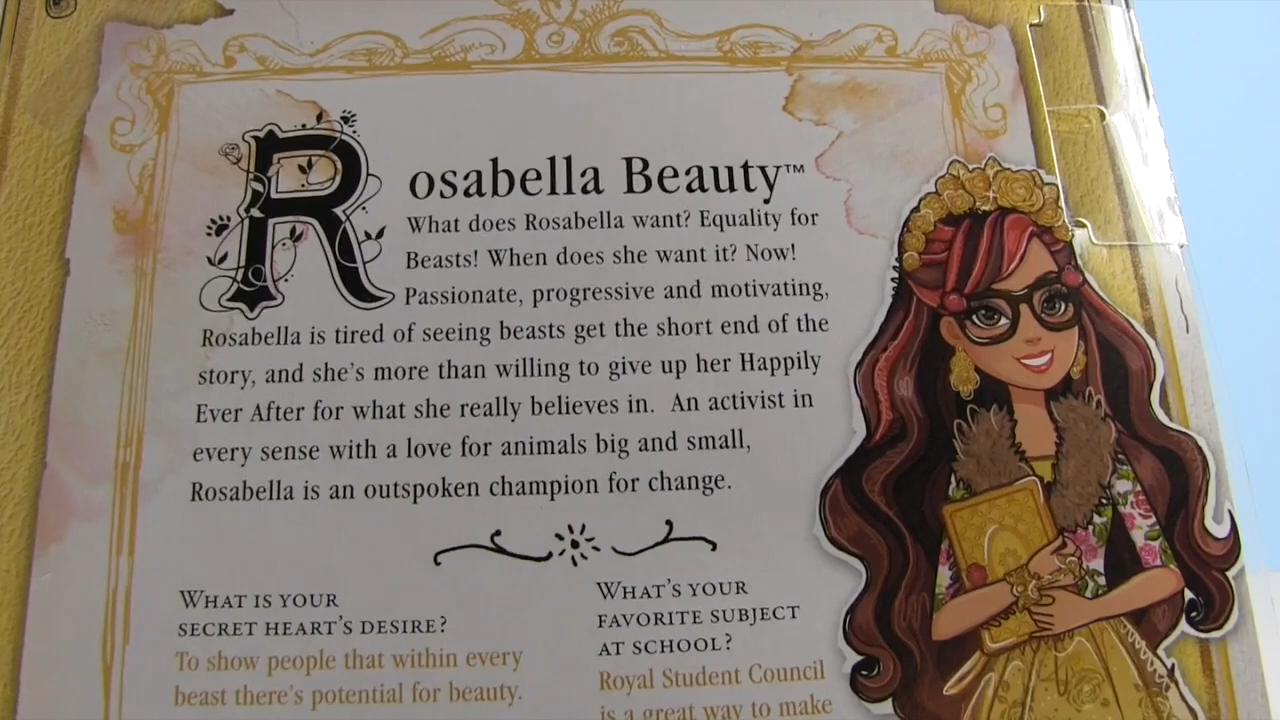 Rosabella Beauty™
What does Rosabella want? Equality for
Beasts! When does she want it? Now!
Passionate, progressive and motivating,
Rosabella is tired of seeing beasts get the short end of the
story, and she's more than willing to give up her Happily
Ever After for what she really believes in. An activist in
every sense with a love for animals big and small,
Rosabella is an outspoken champion for change.
WHAT IS YOUR
SECRET HEART'S DESIRE?
To show people that within every
beast there's potential for beauty.
WHAT'S YOUR
FAVORITE SUBJECT
AT SCHOOL?
Royal Student Council
is a great way to make